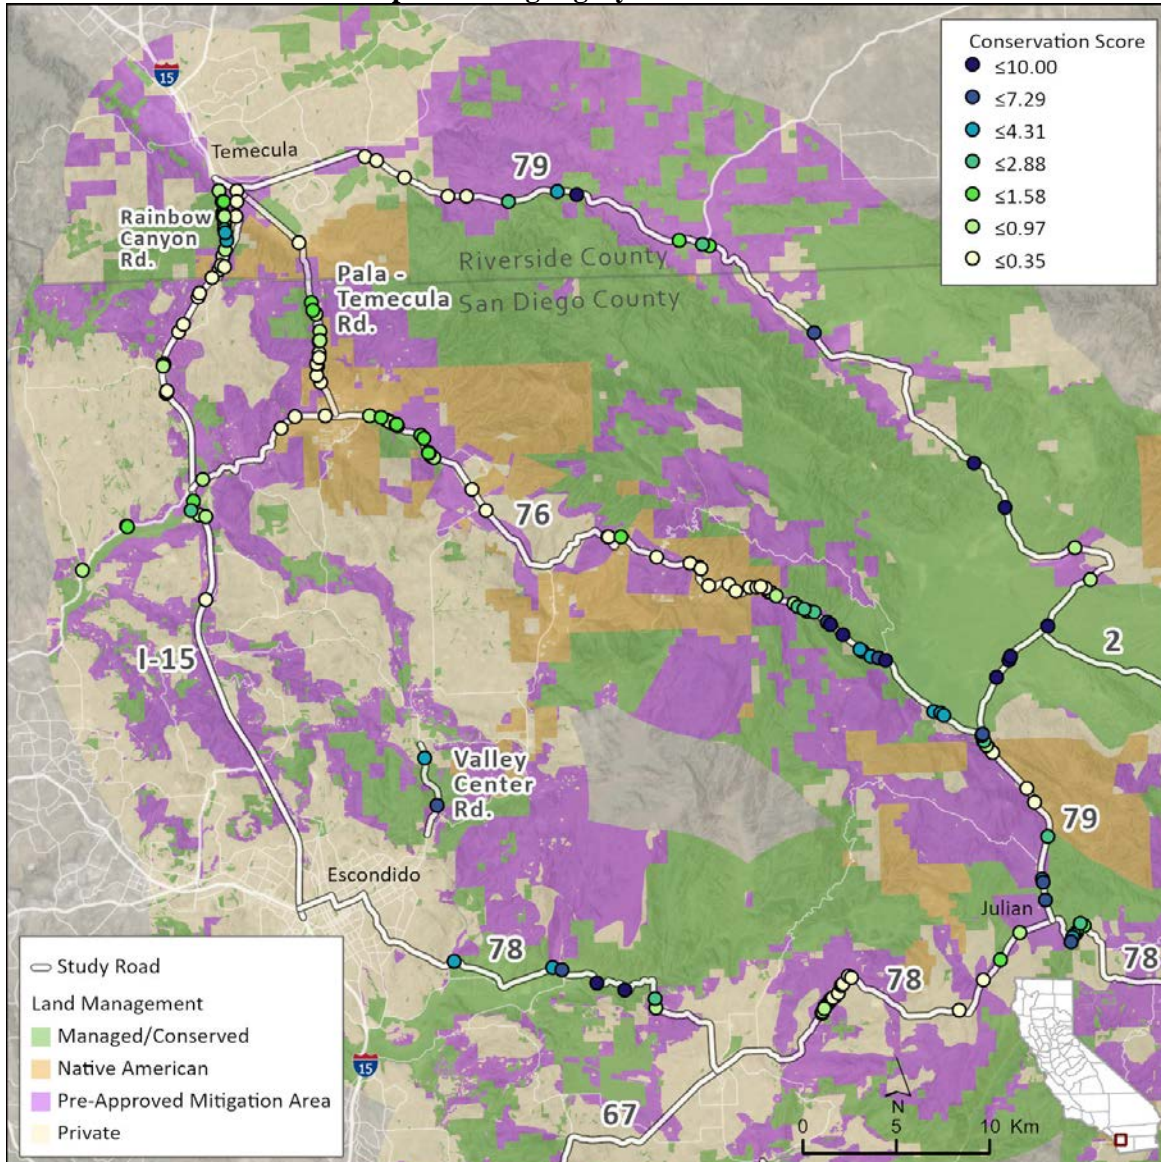 Conservation Score
≤10.00
≤7.29
≤4.31
≤2.88
≤1.58
≤0.97
≤0.35
15
Temecula
79
Rainbow
Canyon
Rd.
Riverside County
San Diego County
Pala -
Temecula
Rd.
76
I-15
2
Valley
Center
Rd.
79
Escondido
Julian
78
78
78
67
15
Study Road
Land Management
Managed/Conserved
Native American
Pre-Approved Mitigation Area
Private
N
0 5 10 Km